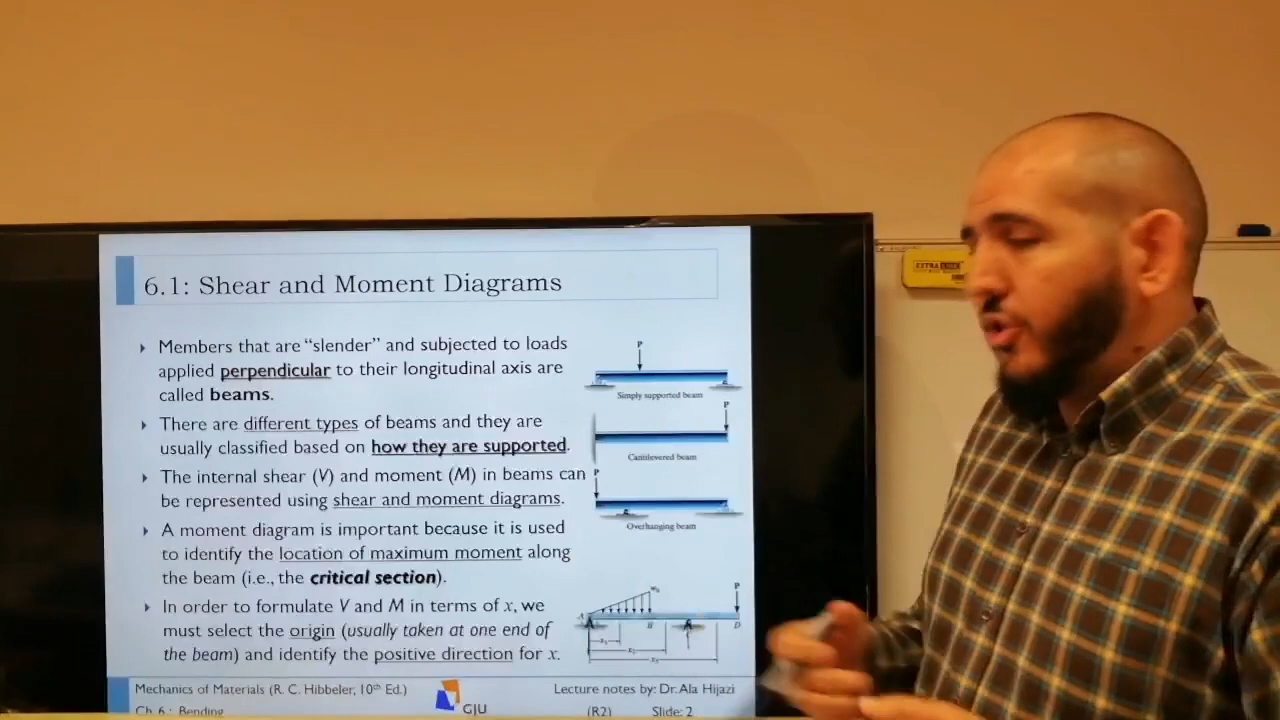 6.1: Shear and Moment Diagrams
Members that are “slender” and subjected to loads
applied perpendicular to their longitudinal axis are
called beams.
There are different types of beams and they are
usually classified based on how they are supported.
The internal shear (V) and moment (M) in beams can
be represented using shear and moment diagrams.
A moment diagram is important because it is used
to identify the location of maximum moment along
the beam (i.e., the critical section).
In order to formulate V and M in terms of x, we
must select the origin (usually taken at one end of
the beam) and identify the positive direction for x.
P
Simply supported beam
P
Cantilevered beam
P
Overhanging beam
P
A
B
D
Mechanics of Materials (R. C. Hibbeler, 10th Ed.)
Ch 6 : Bending
GJU
Lecture notes by: Dr. Ala Hijazi
(R2)
Slide: 2
EXTRA